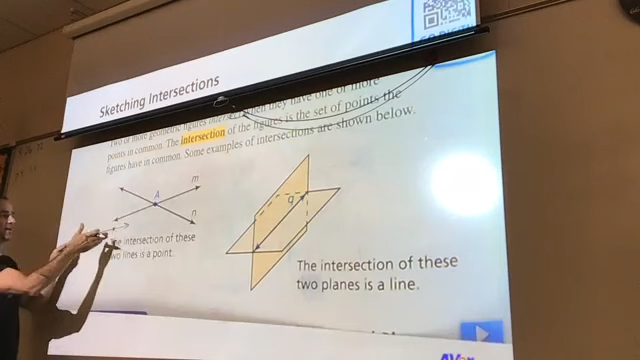 Sketching Intersections
Two or more geometric figures intersect when they have one or more
points in common. The intersection of the figures is the set of points the
figures have in common. Some examples of intersections are shown below.
m
A
n
The intersection of these
two lines is a point.
q
The intersection of these
two planes is a line.